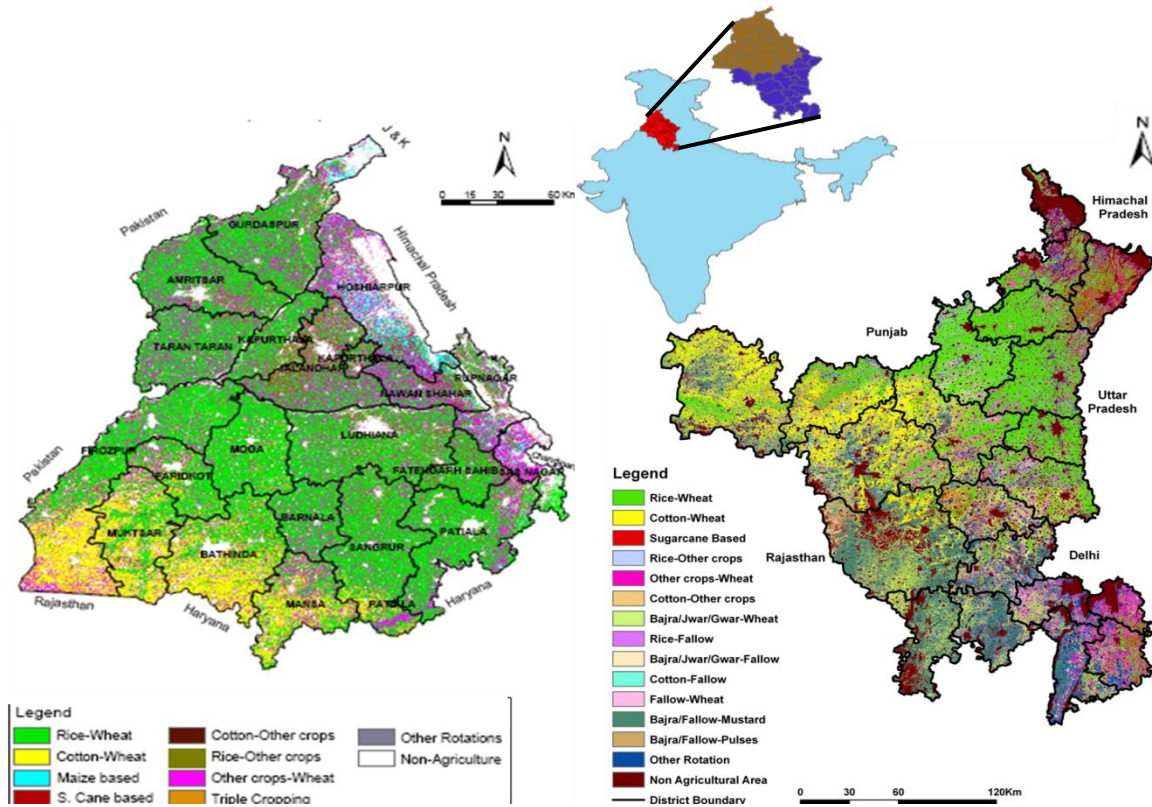 J & K
N
0 15 30 60 Km
Pakistan
GURDASPUR
Himachal Pradesh
AMRITSAR
HOSHIARPUR
TARAN TARAN
KAPURTHALA
KAPURTHALA
JALANDHAR
RUPNAGAR
NAWAN SHAHAR
LUDHIANA
Pakistan
FIROZPUR
MOGA
Chandigarh
FATEHGARH SAHIB
SAS NAGAR
FARIDKOT
BARNALA
PATIALA
MUKTSAR
BATHINDA
SANGRUR
MANSA
PATIALA
Haryana
Rajasthan
Haryana
Legend
Rice-Wheat
Cotton-Wheat
Maize based
S. Cane based
Cotton-Other crops
Rice-Other crops
Other crops-Wheat
Triple Cropping
Other Rotations
Non-Agriculture
N
Himachal
Pradesh
Punjab
Uttar
Pradesh
Rajasthan
Delhi
Legend
Rice-Wheat
Cotton-Wheat
Sugarcane Based
Rice-Other crops
Other crops-Wheat
Cotton-Other crops
Bajra/Jwar/Gwar-Wheat
Rice-Fallow
Bajra/Jwar/Gwar-Fallow
Cotton-Fallow
Fallow-Wheat
Bajra/Fallow-Mustard
Bajra/Fallow-Pulses
Other Rotation
Non Agricultural Area
District Boundary
0 30 60 120Km